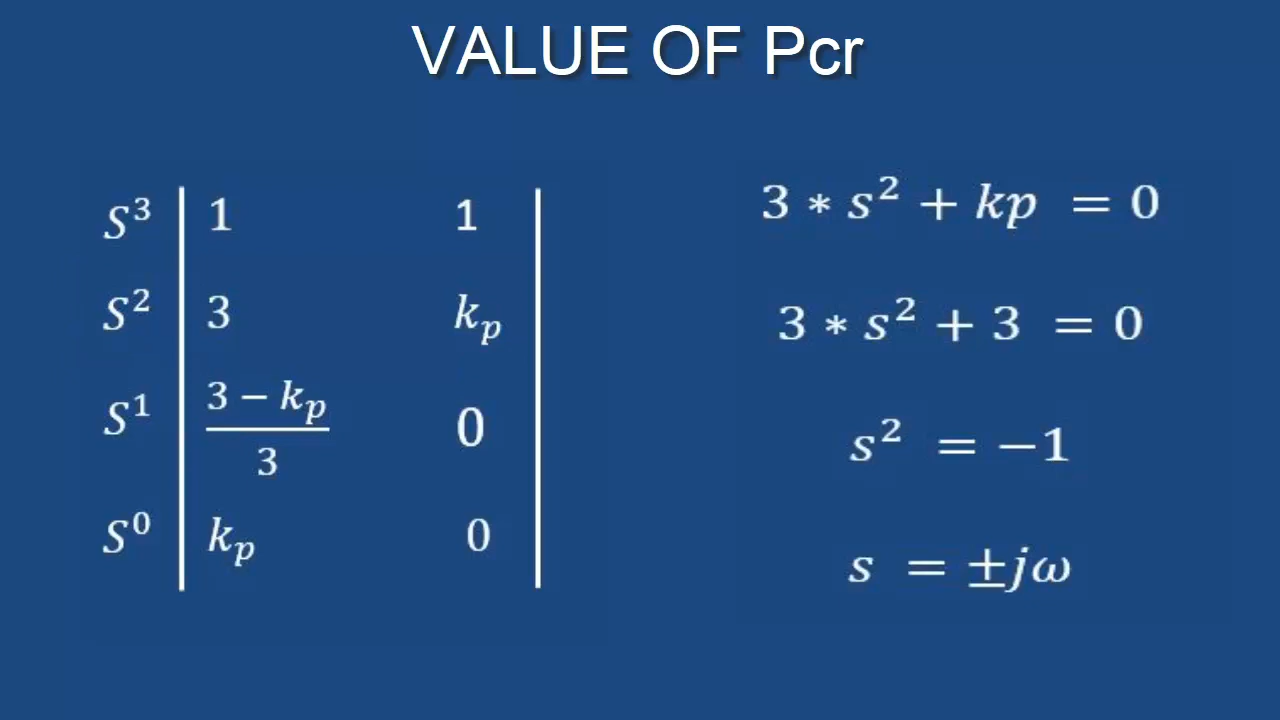 VALUE OF Pcr
S³ 1 1
S² 3 kₚ
S¹ (3 − kₚ)/3 0
S⁰ kₚ 0
3 ∗ s² + kp = 0
3 ∗ s² + 3 = 0
s² = −1
s = ±jω